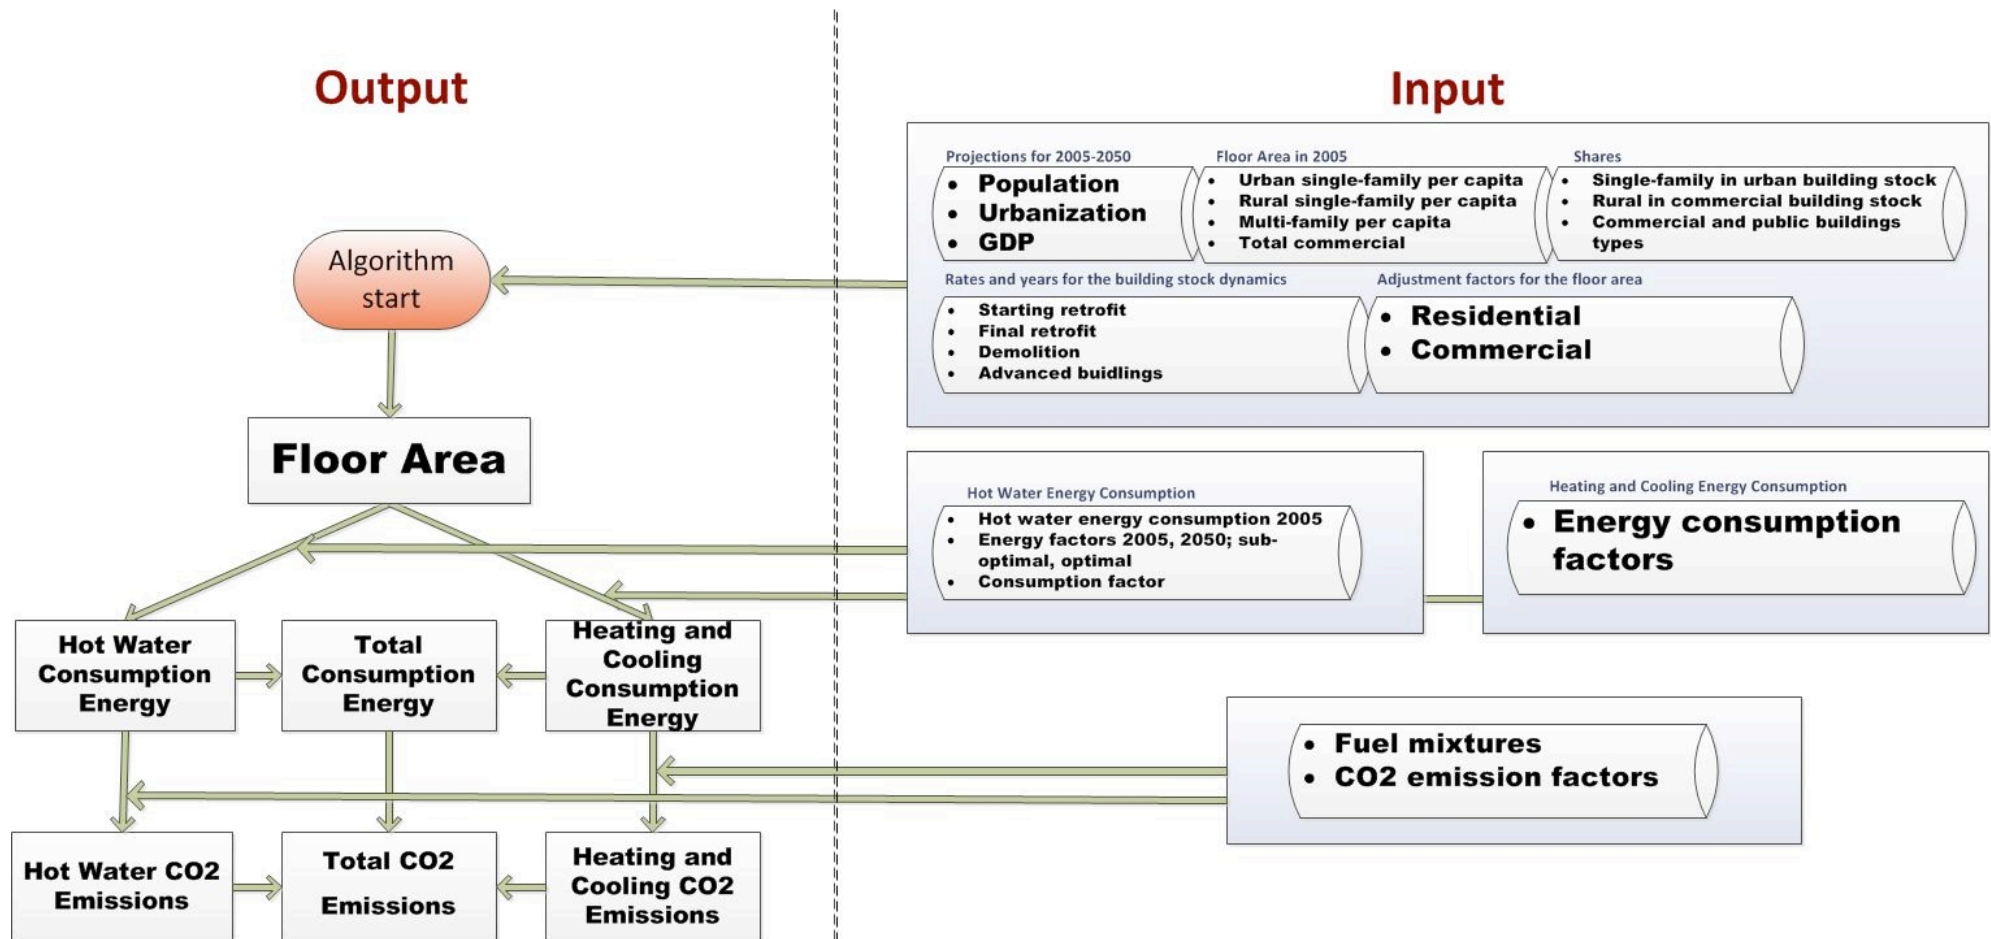 Output
Input
Projections for 2005-2050
• Population
• Urbanization
• GDP
Floor Area in 2005
• Urban single-family per capita
• Rural single-family per capita
• Multi-family per capita
• Total commercial
Shares
• Single-family in urban building stock
• Rural in commercial building stock
• Commercial and public buildings
types
Rates and years for the building stock dynamics
• Starting retrofit
• Final retrofit
• Demolition
• Advanced buidlings
Adjustment factors for the floor area
• Residential
• Commercial
Algorithm
start
Floor Area
Hot Water Energy Consumption
• Hot water energy consumption 2005
• Energy factors 2005, 2050; sub-
optimal, optimal
• Consumption factor
Heating and Cooling Energy Consumption
• Energy consumption
factors
Hot Water
Consumption
Energy
Total
Consumption
Energy
Heating and
Cooling
Consumption
Energy
• Fuel mixtures
• CO2 emission factors
Hot Water CO2
Emissions
Total CO2
Emissions
Heating and
Cooling CO2
Emissions